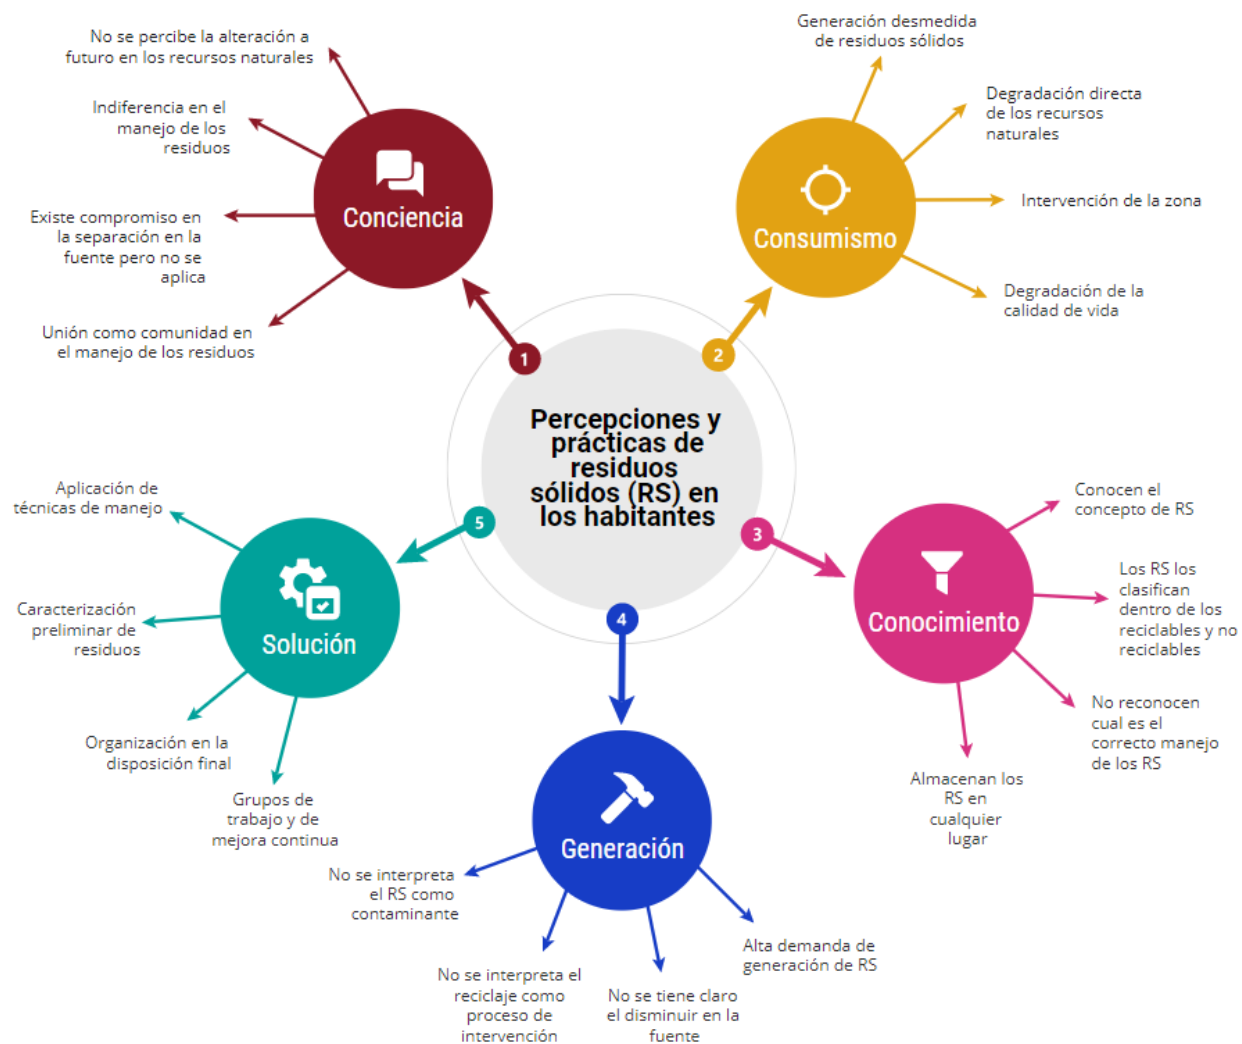 Percepciones y
prácticas de
residuos
sólidos (RS) en
los habitantes
1
Conciencia
No se percibe la alteración a
futuro en los recursos naturales
Indiferencia en el
manejo de los
residuos
Existe compromiso en
la separación en la
fuente pero no se
aplica
Unión como comunidad en
el manejo de los residuos
2
Consumismo
Generación desmedida
de residuos sólidos
Degradación directa
de los recursos
naturales
Intervención de la zona
Degradación de la
calidad de vida
3
Conocimiento
Conocen el
concepto de RS
Los RS los
clasifican
dentro de los
reciclables y no
reciclables
No reconocen
cual es el
correcto manejo
de los RS
Almacenan los
RS en
cualquier
lugar
4
Generación
No se interpreta
el RS como
contaminante
No se interpreta el
reciclaje como
proceso de
intervención
No se tiene claro
el disminuir en la
fuente
Alta demanda de
generación de RS
5
Solución
Aplicación de
técnicas de manejo
Caracterización
preliminar de
residuos
Organización en la
disposición final
Grupos de
trabajo y de
mejora continua